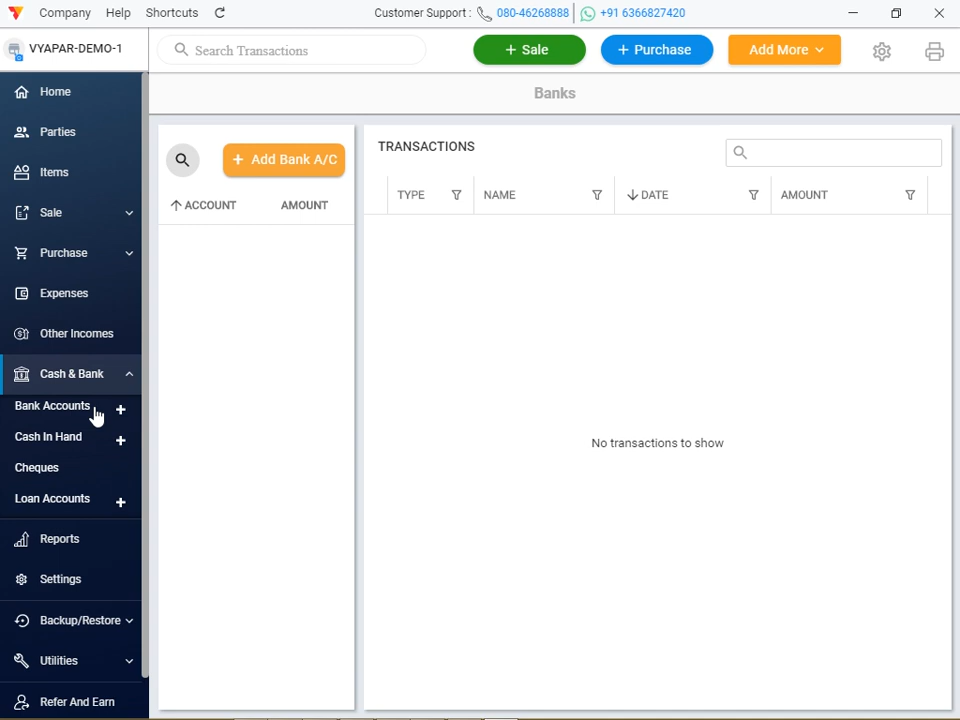 Company Help Shortcuts Customer Support : 080-46268888 +91 6366827420
VYAPAR-DEMO-1 Search Transactions + Sale + Purchase Add More
Banks
Home
Parties
Items
Sale
Purchase
Expenses
Other Incomes
Cash & Bank
Bank Accounts +
Cash In Hand +
Cheques
Loan Accounts +
Reports
Settings
Backup/Restore
Utilities
Refer And Earn
+ Add Bank A/C
ACCOUNT AMOUNT
TRANSACTIONS
TYPE NAME DATE AMOUNT
No transactions to show